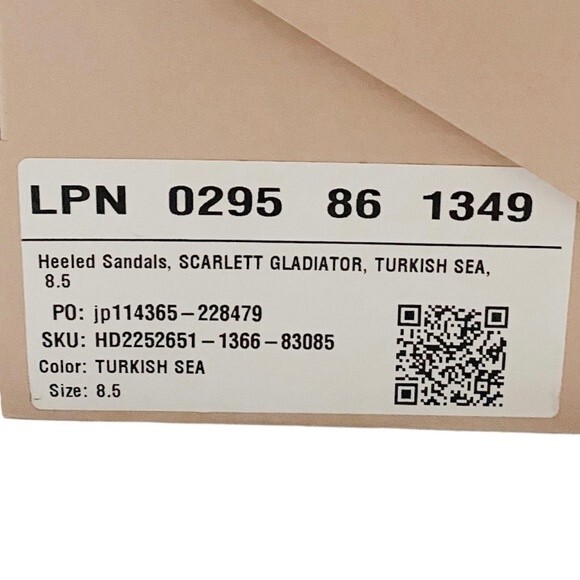 LPN 0295 86 1349
Heeled Sandals, SCARLETT GLADIATOR, TURKISH SEA,
8.5
PO: jp114365-228479
SKU: HD2252651-1366-83085
Color: TURKISH SEA
Size: 8.5